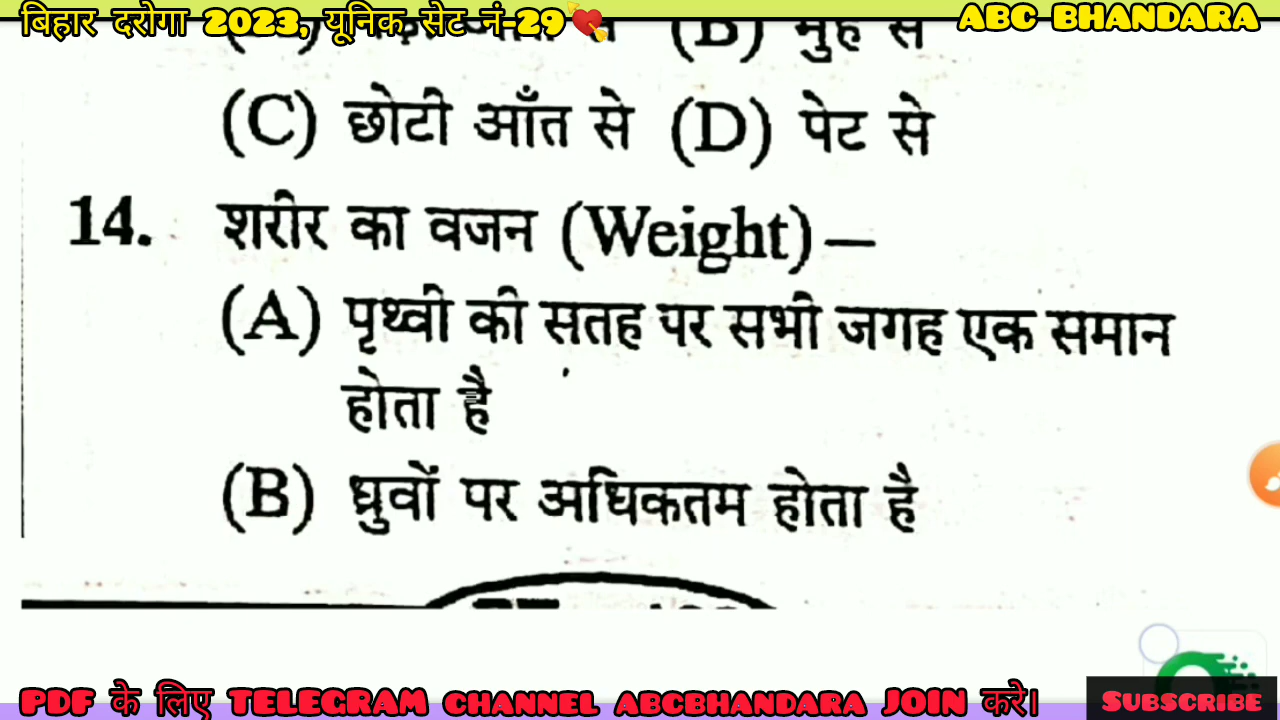 बिहार दरोगा 2023, यूनिक सेट नं-29
ABC BHANDARA
(B) मुँह से
(C) छोटी आँत से (D) पेट से
14. शरीर का वजन (Weight) —
(A) पृथ्वी की सतह पर सभी जगह एक समान
होता है
(B) ध्रुवों पर अधिकतम होता है
PDF के लिए TELEGRAM CHANNEL ABCBHANDARA JOIN करे।
SUBSCRIBE